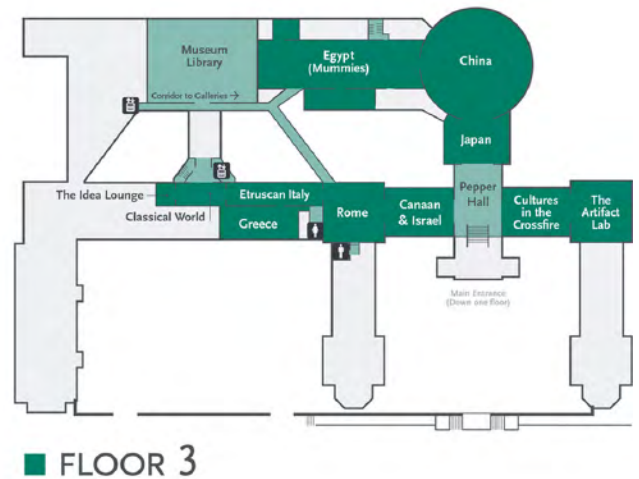 Museum
Library
Egypt
(Mummies)
China
Corridor to Galleries →
Japan
The Idea Lounge
Etruscan Italy
Classical World
Greece
Rome
Canaan
& Israel
Pepper
Hall
Cultures
in the
Crossfire
The
Artifact
Lab
Main Entrance
(Down one floor)
FLOOR 3